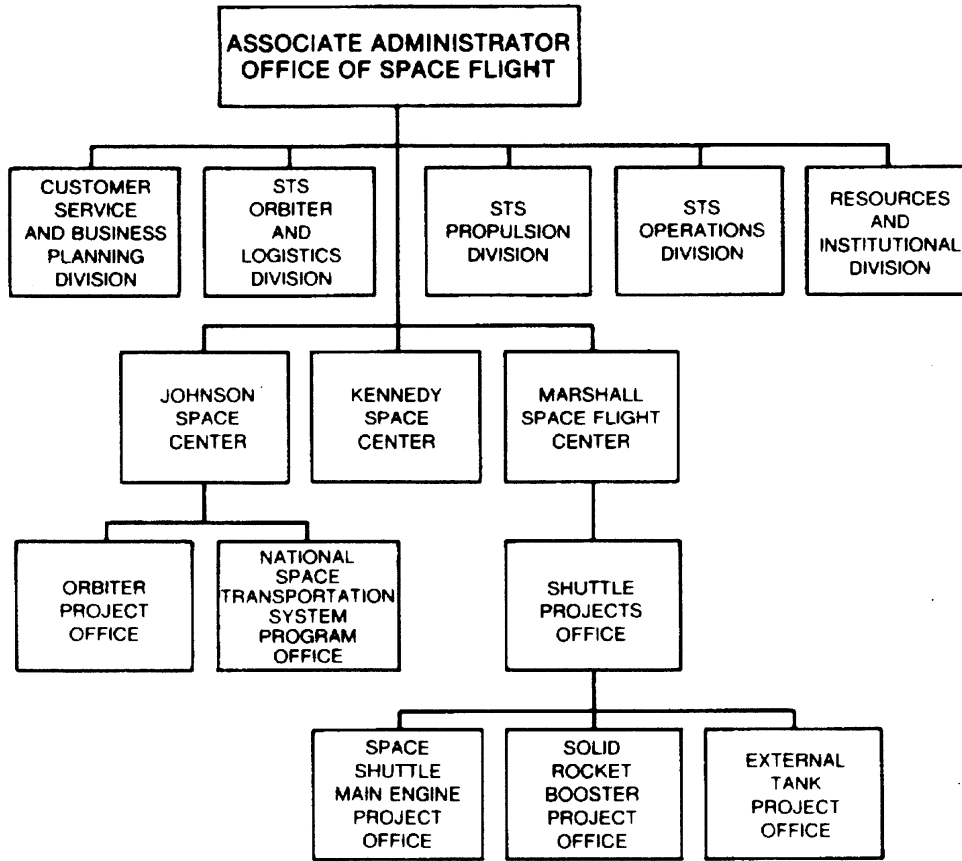 ASSOCIATE ADMINISTRATOR
OFFICE OF SPACE FLIGHT
CUSTOMER
SERVICE
AND BUSINESS
PLANNING
DIVISION
STS
ORBITER
AND
LOGISTICS
DIVISION
STS
PROPULSION
DIVISION
STS
OPERATIONS
DIVISION
RESOURCES
AND
INSTITUTIONAL
DIVISION
JOHNSON
SPACE
CENTER
KENNEDY
SPACE
CENTER
MARSHALL
SPACE FLIGHT
CENTER
ORBITER
PROJECT
OFFICE
NATIONAL
SPACE
TRANSPORTATION
SYSTEM
PROGRAM
OFFICE
SHUTTLE
PROJECTS
OFFICE
SPACE
SHUTTLE
MAIN ENGINE
PROJECT
OFFICE
SOLID
ROCKET
BOOSTER
PROJECT
OFFICE
EXTERNAL
TANK
PROJECT
OFFICE